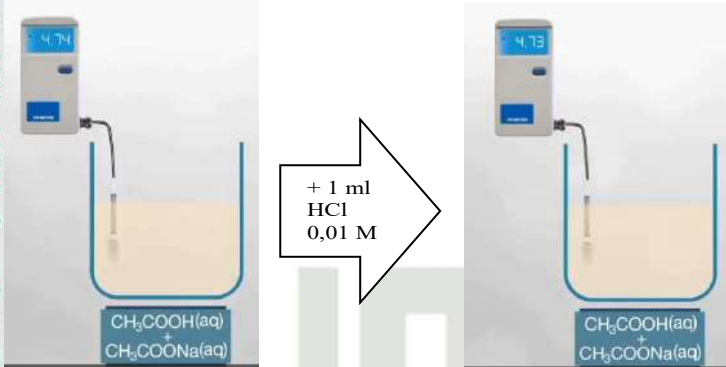 4.74
+ 1 ml
HCl
0,01 M
4.73
CH₃COOH(aq)
+
CH₃COONa(aq)
CH₃COOH(aq)
+
CH₃COONa(aq)